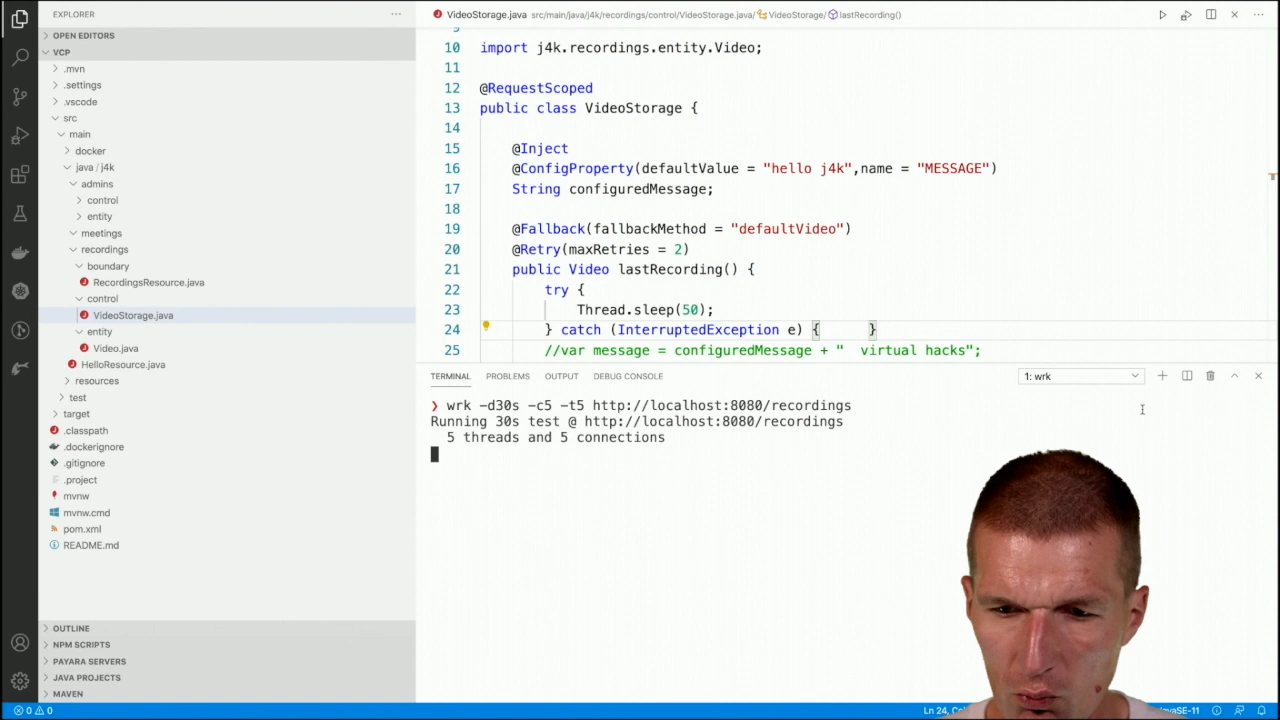 EXPLORER
OPEN EDITORS
VCP
.mvn
.settings
.vscode
src
main
docker
java / j4k
admins
control
entity
meetings
recordings
boundary
RecordingsResource.java
control
VideoStorage.java
entity
Video.java
HelloResource.java
resources
test
target
.classpath
.dockerignore
.gitignore
.project
mvnw
mvnw.cmd
pom.xml
README.md
OUTLINE
NPM SCRIPTS
PAYARA SERVERS
JAVA PROJECTS
MAVEN
VideoStorage.java src/main/java/j4k/recordings/control/VideoStorage.java/ VideoStorage/ lastRecording()
9
10 import j4k.recordings.entity.Video;
11
12 @RequestScoped
13 public class VideoStorage {
14
15 @Inject
16 @ConfigProperty(defaultValue = "hello j4k",name = "MESSAGE")
17 String configuredMessage;
18
19 @Fallback(fallbackMethod = "defaultVideo")
20 @Retry(maxRetries = 2)
21 public Video lastRecording() {
22 try {
23 Thread.sleep(50);
24 } catch (InterruptedException e) { }
25 //var message = configuredMessage + " virtual hacks";
TERMINAL PROBLEMS OUTPUT DEBUG CONSOLE 1: wrk
❯ wrk -d30s -c5 -t5 http://localhost:8080/recordings
Running 30s test @ http://localhost:8080/recordings
5 threads and 5 connections
0 0
Ln 24,
JavaSE-11